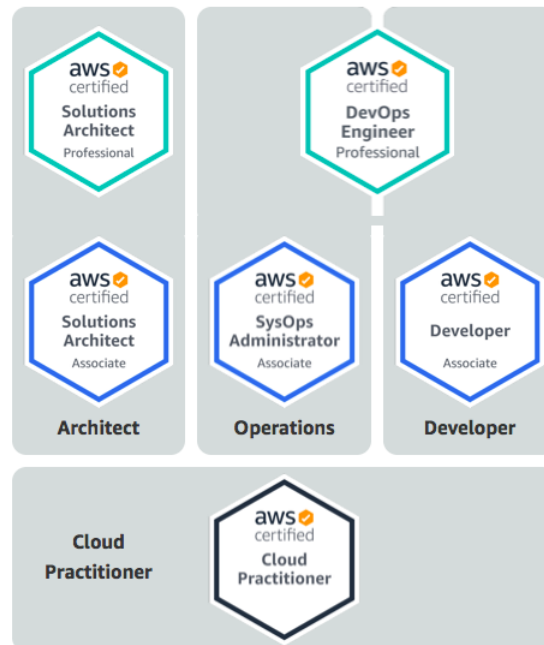 aws
certified
Solutions
Architect
Professional
aws
certified
DevOps
Engineer
Professional
aws
certified
Solutions
Architect
Associate
Architect
aws
certified
SysOps
Administrator
Associate
Operations
aws
certified
Developer
Associate
Developer
Cloud
Practitioner
aws
certified
Cloud
Practitioner